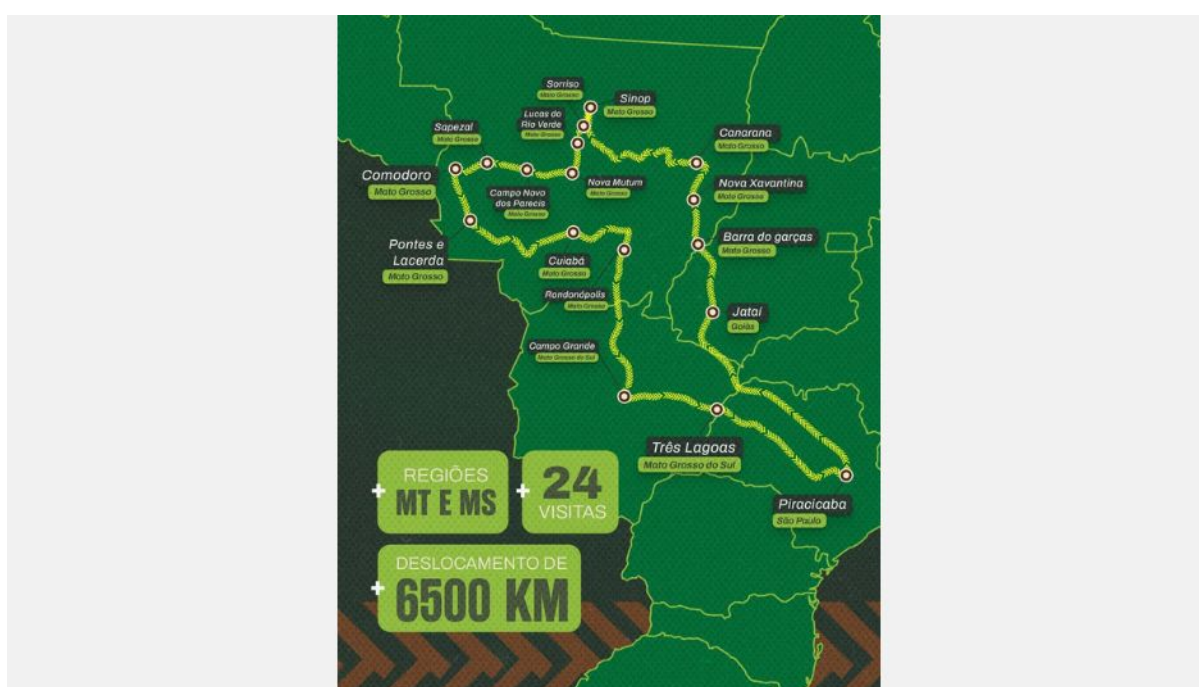 Sorriso
Mato Grosso
Sinop
Mato Grosso
Lucas do
Rio Verde
Mato Grosso
Sapezal
Mato Grosso
Canarana
Mato Grosso
Comodoro
Mato Grosso
Nova Mutum
Mato Grosso
Nova Xavantina
Mato Grosso
Campo Novo
dos Parecis
Mato Grosso
Pontes e
Lacerda
Mato Grosso
Barra do garças
Mato Grosso
Cuiabá
Mato Grosso
Rondonópolis
Mato Grosso
Jataí
Goiás
Campo Grande
Mato Grosso do Sul
Três Lagoas
Mato Grosso do Sul
Piracicaba
São Paulo
+ REGIÕES
MT E MS
+ 24
VISITAS
DESLOCAMENTO DE
+ 6500 KM